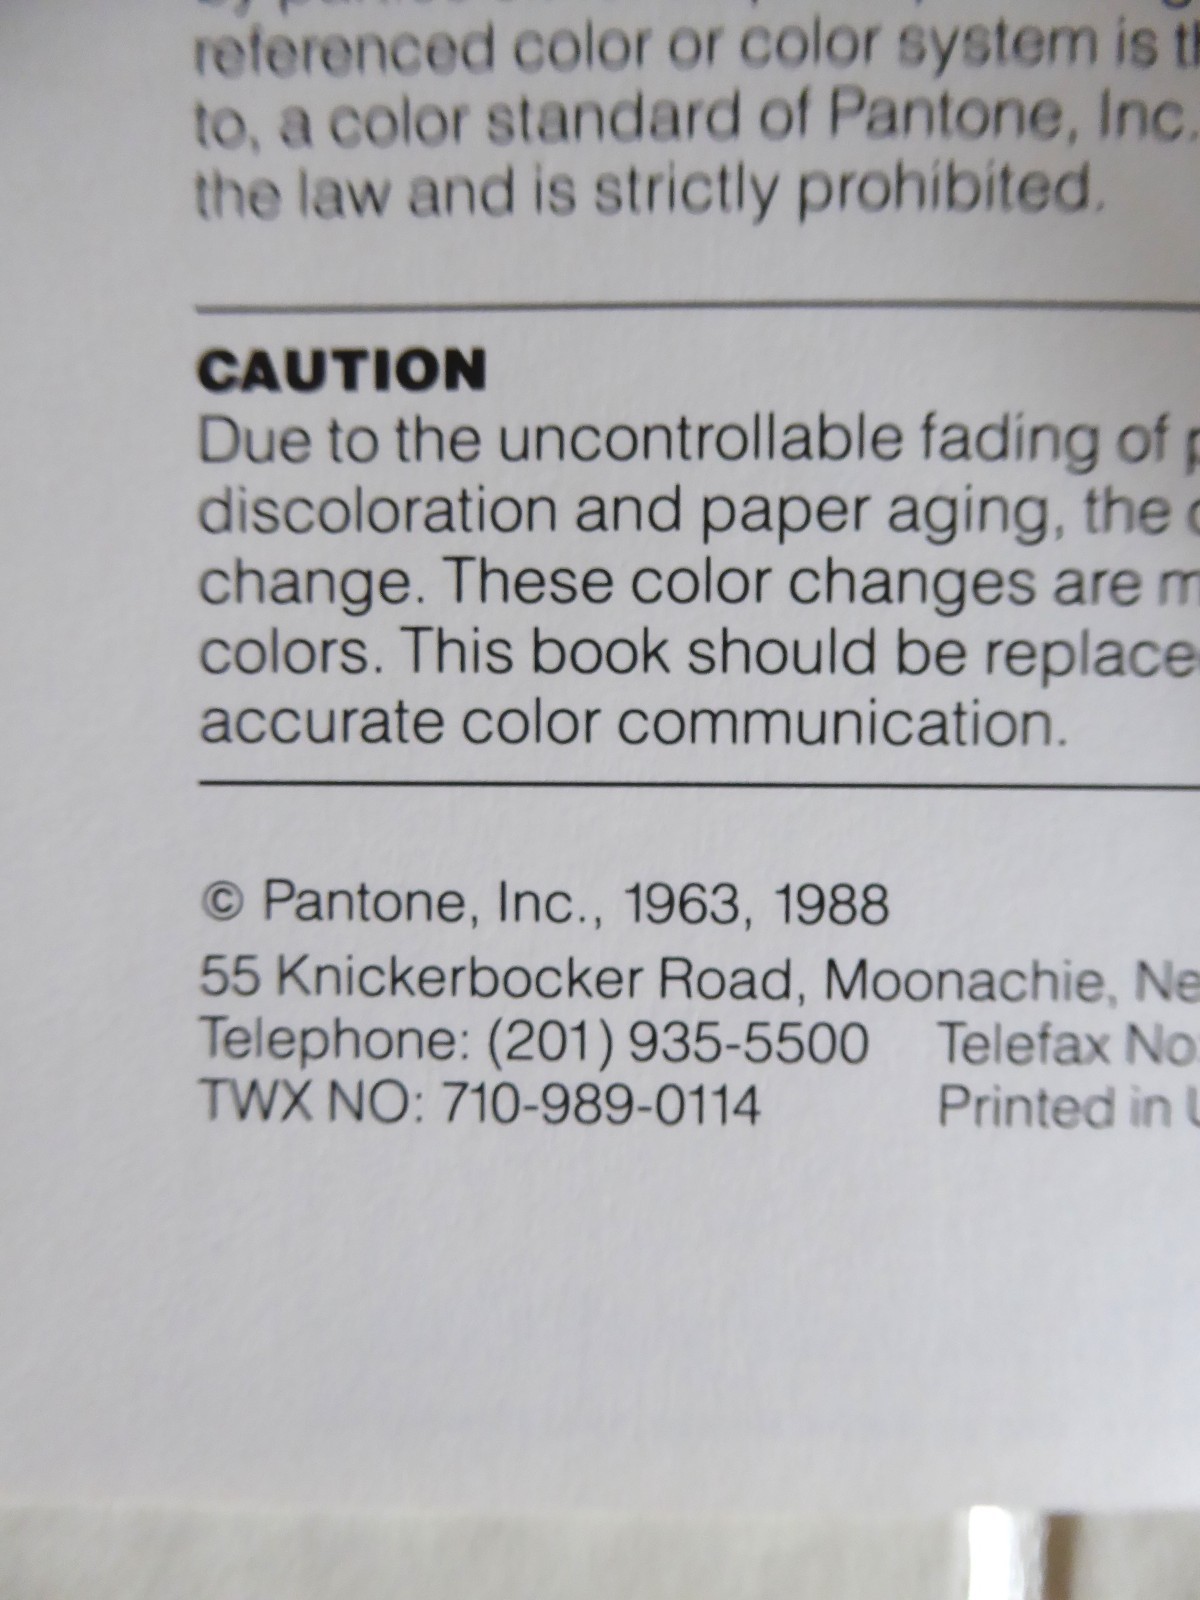 referenced color or color system is
to, a color standard of Pantone, Inc.
the law and is strictly prohibited.
CAUTION
Due to the uncontrollable fading of
discoloration and paper aging, the
change. These color changes are
colors. This book should be replace
accurate color communication.
© Pantone, Inc., 1963, 1988
55 Knickerbocker Road, Moonachie, Ne
Telephone: (201) 935-5500 Telefax No
TWX NO: 710-989-0114 Printed in